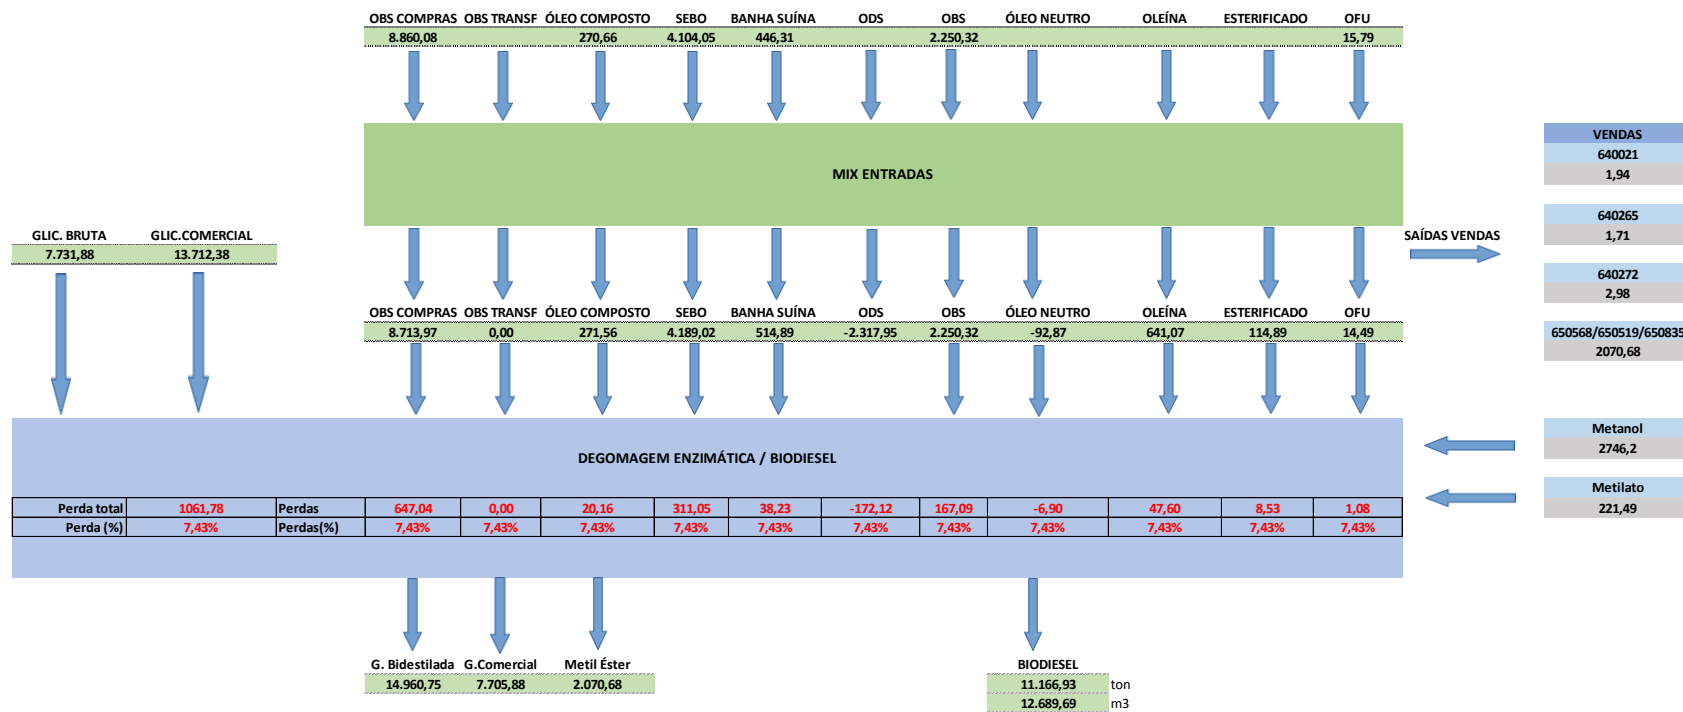 OBS COMPRAS OBS TRANSF ÓLEO COMPOSTO SEBO BANHA SUÍNA ODS OBS ÓLEO NEUTRO OLEÍNA ESTERIFICADO OFU
8.860,08 270,66 4.104,05 446,31 2.250,32 15,79
MIX ENTRADAS
VENDAS
640021
1,94
640265
1,71
640272
2,98
650568/650519/650835
2070,68
SAÍDAS VENDAS
GLIC. BRUTA GLIC.COMERCIAL
7.731,88 13.712,38
OBS COMPRAS OBS TRANSF ÓLEO COMPOSTO SEBO BANHA SUÍNA ODS OBS ÓLEO NEUTRO OLEÍNA ESTERIFICADO OFU
8.713,97 0,00 271,56 4.189,02 514,89 -2.317,95 2.250,32 -92,87 641,07 114,89 14,49
DEGOMAGEM ENZIMÁTICA / BIODIESEL
Metanol
2746,2
Metilato
221,49
Perda total 1061,78 Perdas 647,04 0,00 20,16 311,05 38,23 -172,12 167,09 -6,90 47,60 8,53 1,08
Perda (%) 7,43% Perdas(%) 7,43% 7,43% 7,43% 7,43% 7,43% 7,43% 7,43% 7,43% 7,43% 7,43% 7,43%
G. Bidestilada G.Comercial Metil Éster
14.960,75 7.705,88 2.070,68
BIODIESEL
11.166,93 ton
12.689,69 m3